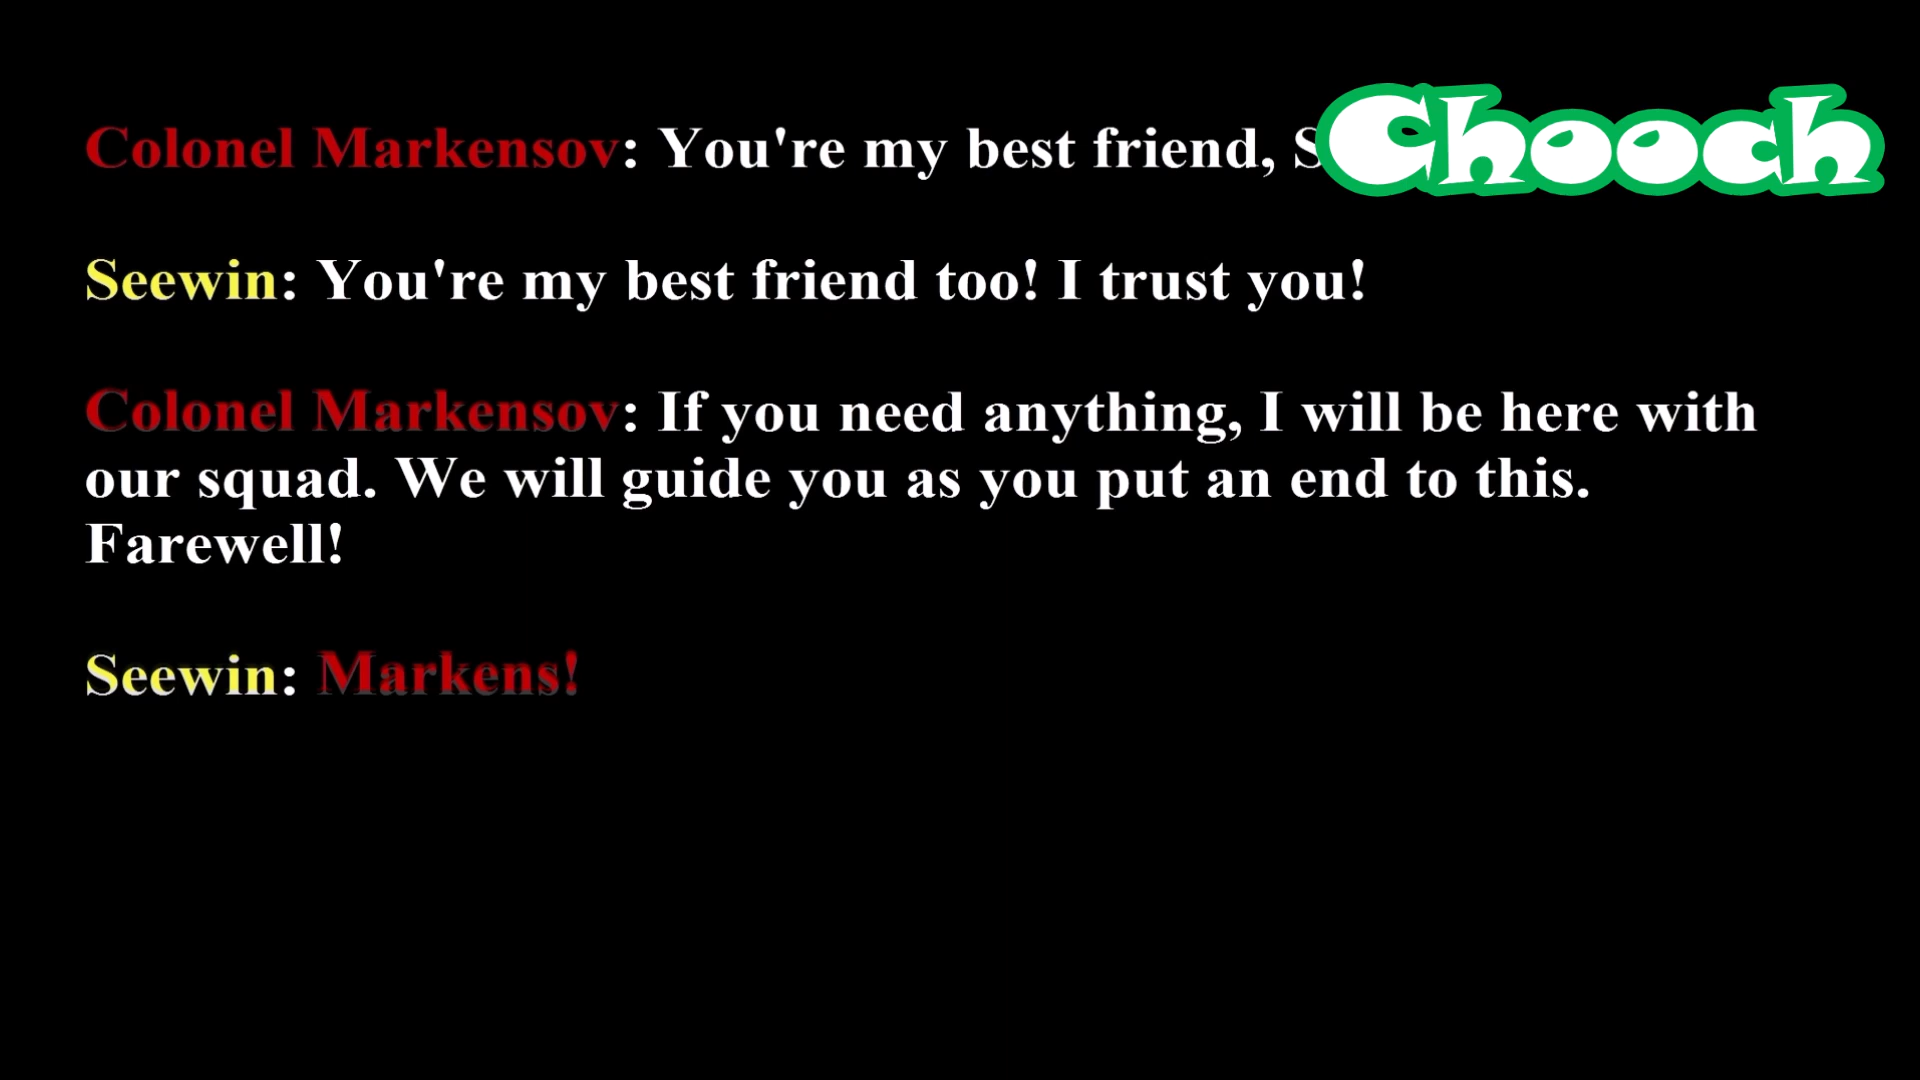 Colonel Markensov: You're my best friend,
Chooch
Seewin: You're my best friend too! I trust you!
Colonel Markensov: If you need anything, I will be here with
our squad. We will guide you as you put an end to this.
Farewell!
Seewin: Markens!